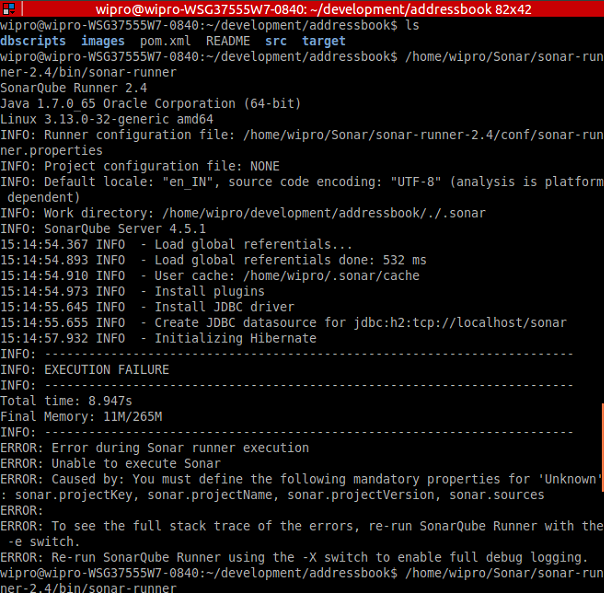 wipro@wipro-WSG37555W7-0840: ~/development/addressbook 82x42
wipro@wipro-WSG37555W7-0840:~/development/addressbook$ ls
dbscripts  images  pom.xml  README  src  target
wipro@wipro-WSG37555W7-0840:~/development/addressbook$ /home/wipro/Sonar/sonar-run
ner-2.4/bin/sonar-runner
SonarQube Runner 2.4
Java 1.7.0_65 Oracle Corporation (64-bit)
Linux 3.13.0-32-generic amd64
INFO: Runner configuration file: /home/wipro/Sonar/sonar-runner-2.4/conf/sonar-run
ner.properties
INFO: Project configuration file: NONE
INFO: Default locale: "en_IN", source code encoding: "UTF-8" (analysis is platform
 dependent)
INFO: Work directory: /home/wipro/development/addressbook/./.sonar
INFO: SonarQube Server 4.5.1
15:14:54.367 INFO  - Load global referentials...
15:14:54.893 INFO  - Load global referentials done: 532 ms
15:14:54.910 INFO  - User cache: /home/wipro/.sonar/cache
15:14:54.973 INFO  - Install plugins
15:14:55.645 INFO  - Install JDBC driver
15:14:55.655 INFO  - Create JDBC datasource for jdbc:h2:tcp://localhost/sonar
15:14:57.932 INFO  - Initializing Hibernate
INFO: ------------------------------------------------------------------------
INFO: EXECUTION FAILURE
INFO: ------------------------------------------------------------------------
Total time: 8.947s
Final Memory: 11M/265M
INFO: ------------------------------------------------------------------------
ERROR: Error during Sonar runner execution
ERROR: Unable to execute Sonar
ERROR: Caused by: You must define the following mandatory properties for 'Unknown'
: sonar.projectKey, sonar.projectName, sonar.projectVersion, sonar.sources
ERROR:
ERROR: To see the full stack trace of the errors, re-run SonarQube Runner with the
 -e switch.
ERROR: Re-run SonarQube Runner using the -X switch to enable full debug logging.
wipro@wipro-WSG37555W7-0840:~/development/addressbook$ /home/wipro/Sonar/sonar-run
ner-2.4/bin/sonar-runner